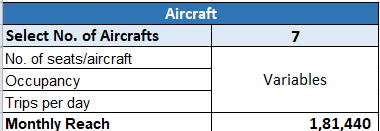 Aircraft
Select No. of Aircrafts 7
No. of seats/aircraft
Occupancy Variables
Trips per day
Monthly Reach 1,81,440